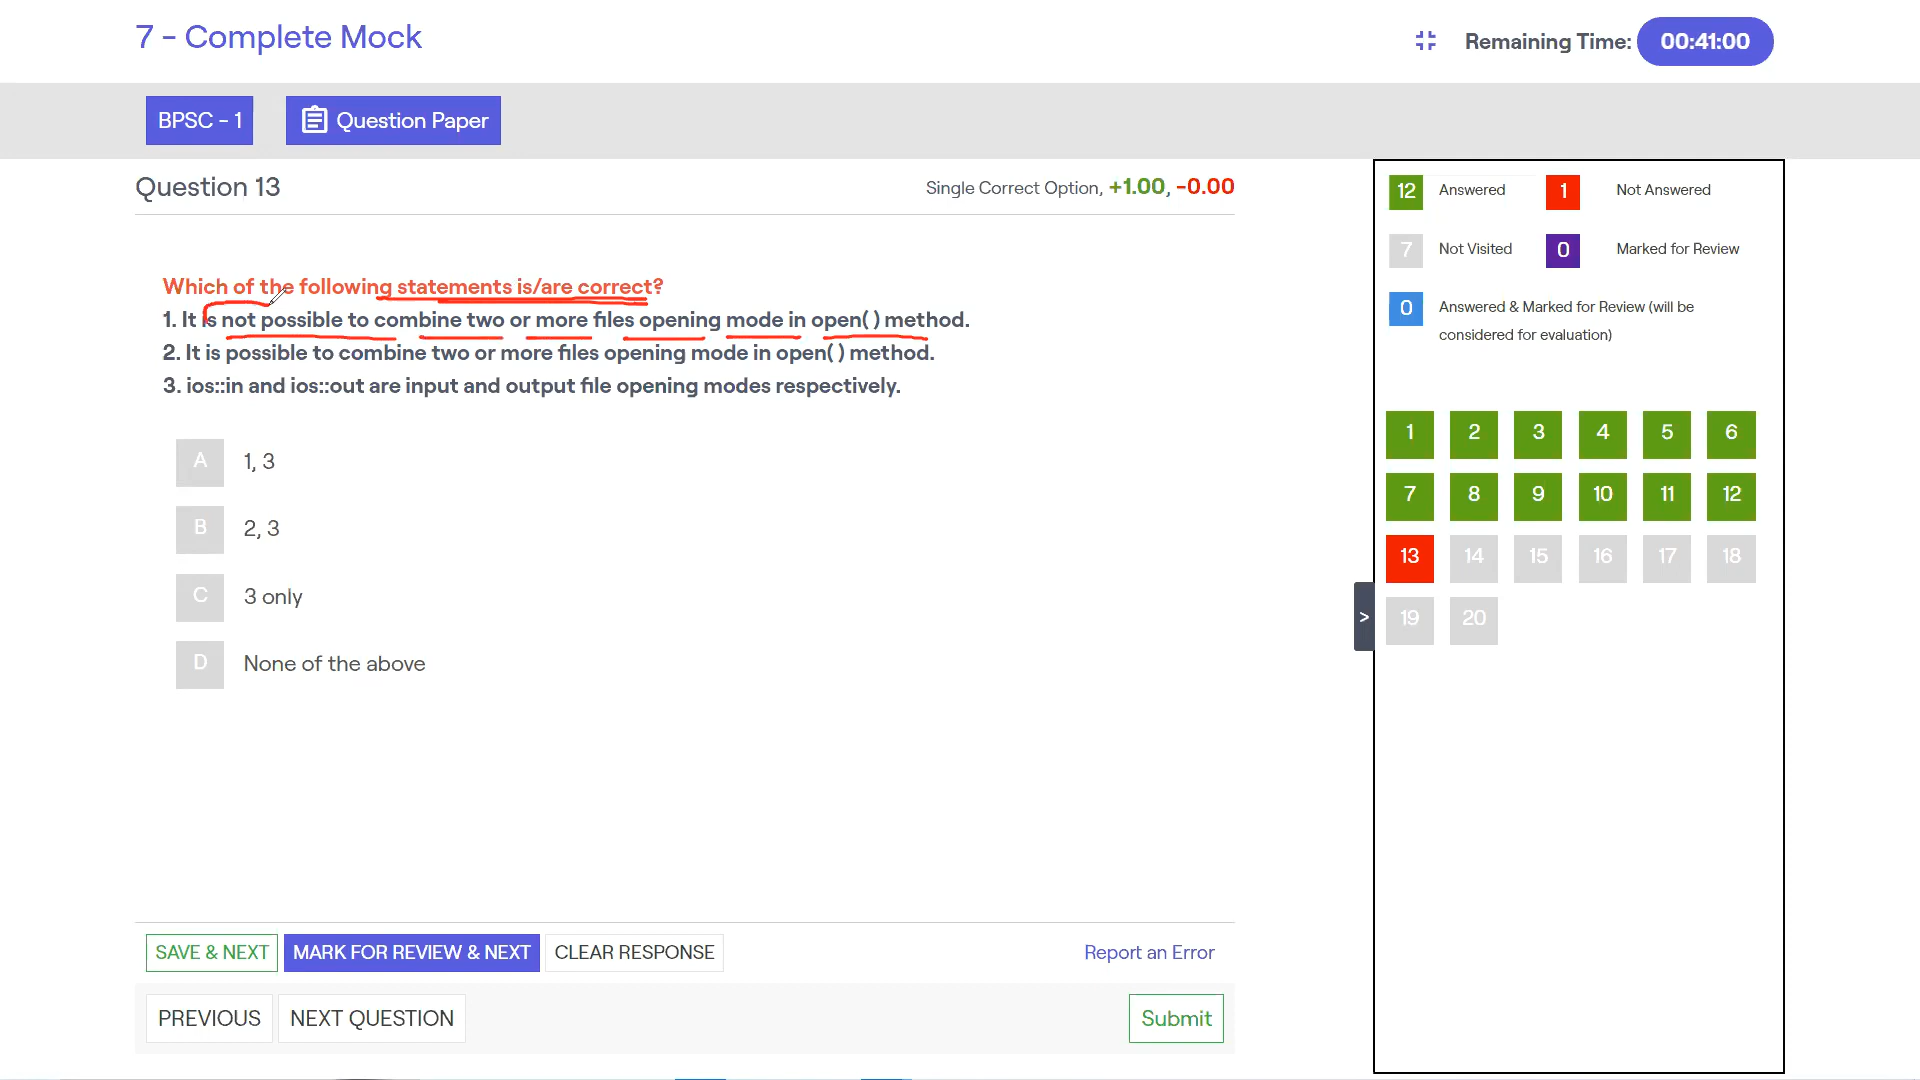 7 - Complete Mock
Remaining Time: 00:41:00
BPSC - 1
Question Paper
Question 13
Single Correct Option, +1.00, -0.00
Which of the following statements is/are correct?
1. It is not possible to combine two or more files opening mode in open( ) method.
2. It is possible to combine two or more files opening mode in open( ) method.
3. ios::in and ios::out are input and output file opening modes respectively.
A 1, 3
B 2, 3
C 3 only
D None of the above
SAVE & NEXT
MARK FOR REVIEW & NEXT
CLEAR RESPONSE
Report an Error
PREVIOUS
NEXT QUESTION
Submit
12 Answered
1 Not Answered
7 Not Visited
0 Marked for Review
0 Answered & Marked for Review (will be
considered for evaluation)
1 2 3 4 5 6
7 8 9 10 11 12
13 14 15 16 17 18
>
19 20